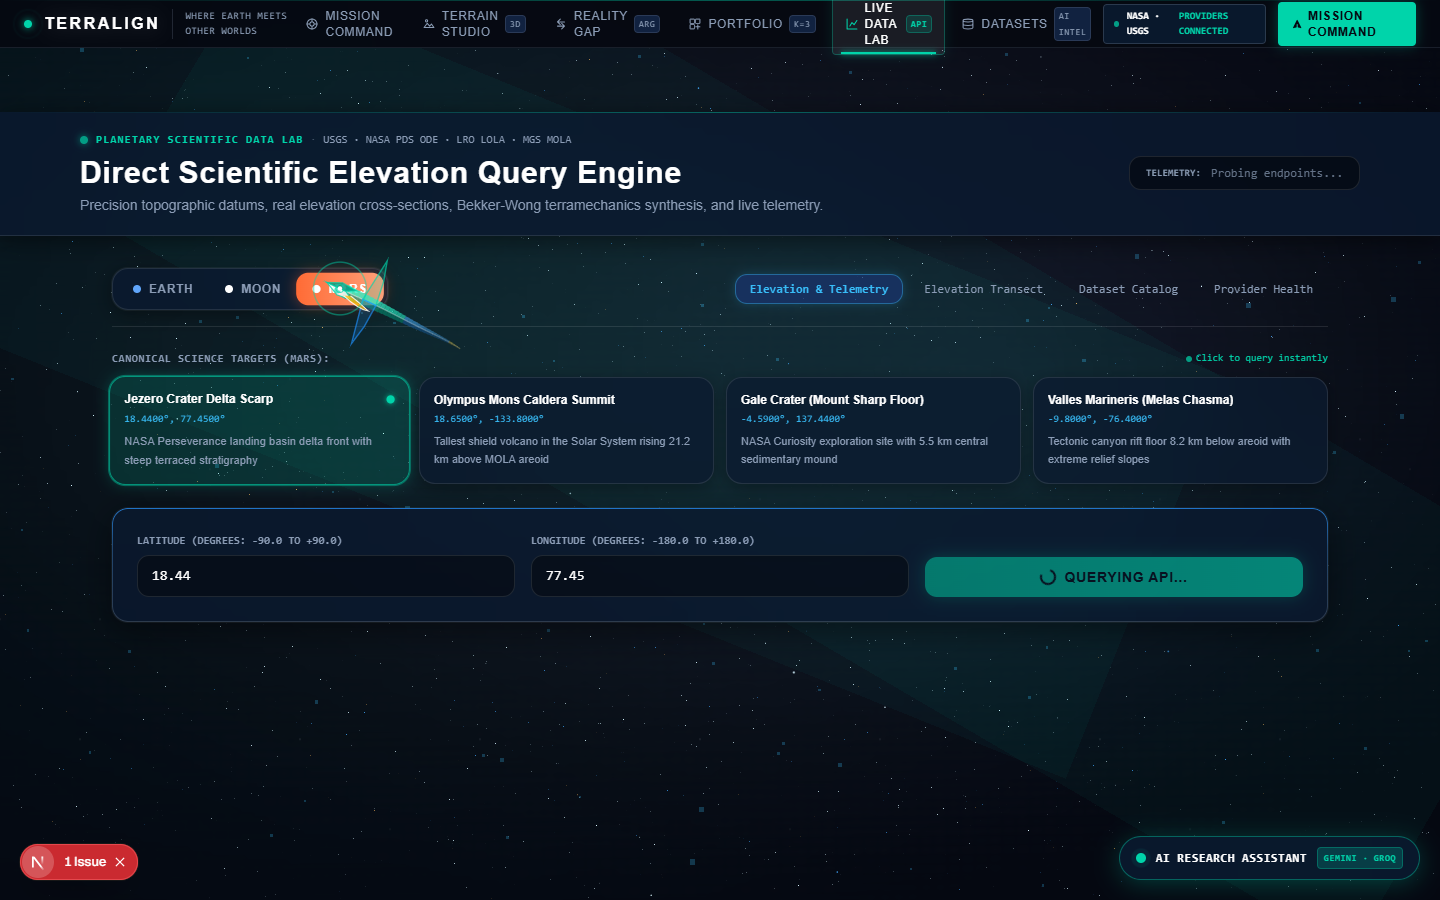 TERRALIGN
WHERE EARTH MEETS
OTHER WORLDS
MISSION
COMMAND
TERRAIN
STUDIO
3D
REALITY
GAP
ARG
PORTFOLIO
K=3
LIVE
DATA
LAB
API
DATASETS
AI
INTEL
NASA ·
USGS
PROVIDERS
CONNECTED
MISSION
COMMAND
PLANETARY SCIENTIFIC DATA LAB · USGS · NASA PDS ODE · LRO LOLA · MGS MOLA
Direct Scientific Elevation Query Engine
Precision topographic datums, real elevation cross-sections, Bekker-Wong terramechanics synthesis, and live telemetry.
TELEMETRY: Probing endpoints...
EARTH
MOON
Elevation & Telemetry
Elevation Transect
Dataset Catalog
Provider Health
CANONICAL SCIENCE TARGETS (MARS):
Click to query instantly
Jezero Crater Delta Scarp
18.4400°, 77.4500°
NASA Perseverance landing basin delta front with
steep terraced stratigraphy
Olympus Mons Caldera Summit
18.6500°, -133.8000°
Tallest shield volcano in the Solar System rising 21.2
km above MOLA areoid
Gale Crater (Mount Sharp Floor)
-4.5900°, 137.4400°
NASA Curiosity exploration site with 5.5 km central
sedimentary mound
Valles Marineris (Melas Chasma)
-9.8000°, -76.4000°
Tectonic canyon rift floor 8.2 km below areoid with
extreme relief slopes
LATITUDE (DEGREES: -90.0 TO +90.0)
18.44
LONGITUDE (DEGREES: -180.0 TO +180.0)
77.45
QUERYING API...
1 Issue
AI RESEARCH ASSISTANT
GEMINI · GROQ